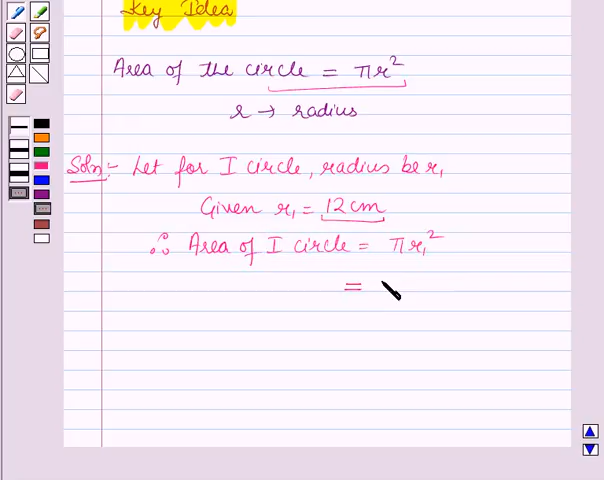 Key Idea
Area of the circle = πr²
r → radius
Soln:- Let for I circle, radius be r₁
Given r₁ = 12 cm
∴ Area of I circle = πr₁²
=